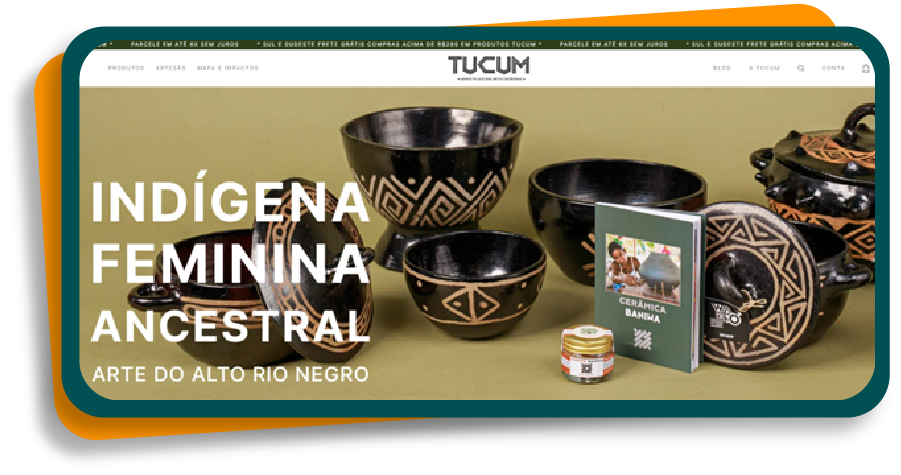 UM • PARCELE EM ATÉ 6X SEM JUROS • SUL E SUDESTE FRETE GRÁTIS COMPRAS ACIMA DE R$280 EM PRODUTOS TUCUM • PARCELE EM ATÉ 6X SEM JUROS • SUL E SUDESTE FRETE GRÁTIS COMPRAS ACIMA
PRODUTOS ARTESÃS MAPA E IMPACTOS TUCUM BLOG A TUCUM CONTA
INDÍGENA
FEMININA
ANCESTRAL
ARTE DO ALTO RIO NEGRO
CERÂMICA
BANIWA